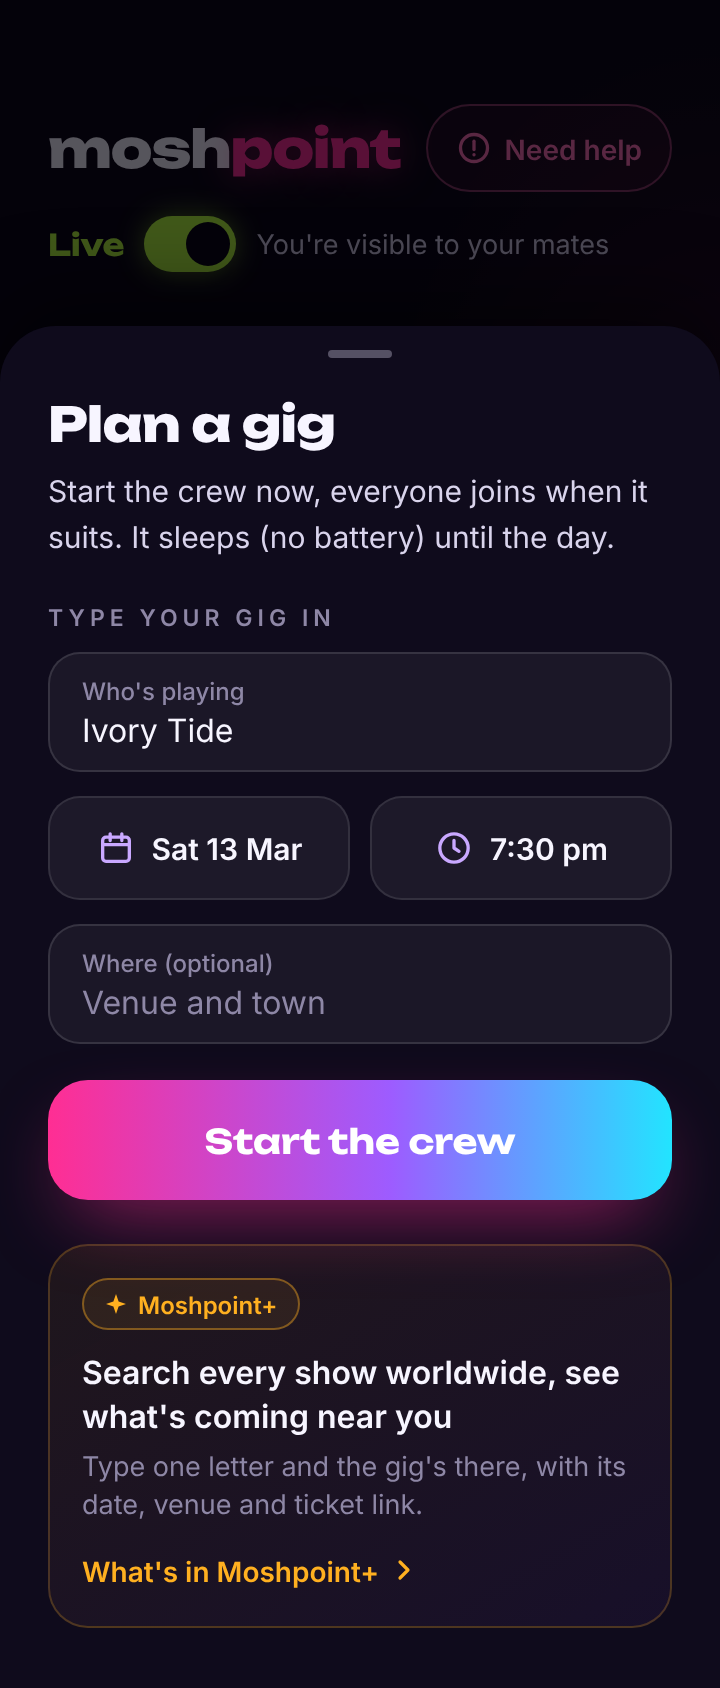 moshpoint
Need help
Live
You're visible to your mates
Plan a gig
Start the crew now, everyone joins when it
suits. It sleeps (no battery) until the day.
TYPE YOUR GIG IN
Who's playing
Ivory Tide
Sat 13 Mar
7:30 pm
Where (optional)
Venue and town
Start the crew
Moshpoint+
Search every show worldwide, see
what's coming near you
Type one letter and the gig's there, with its
date, venue and ticket link.
What's in Moshpoint+